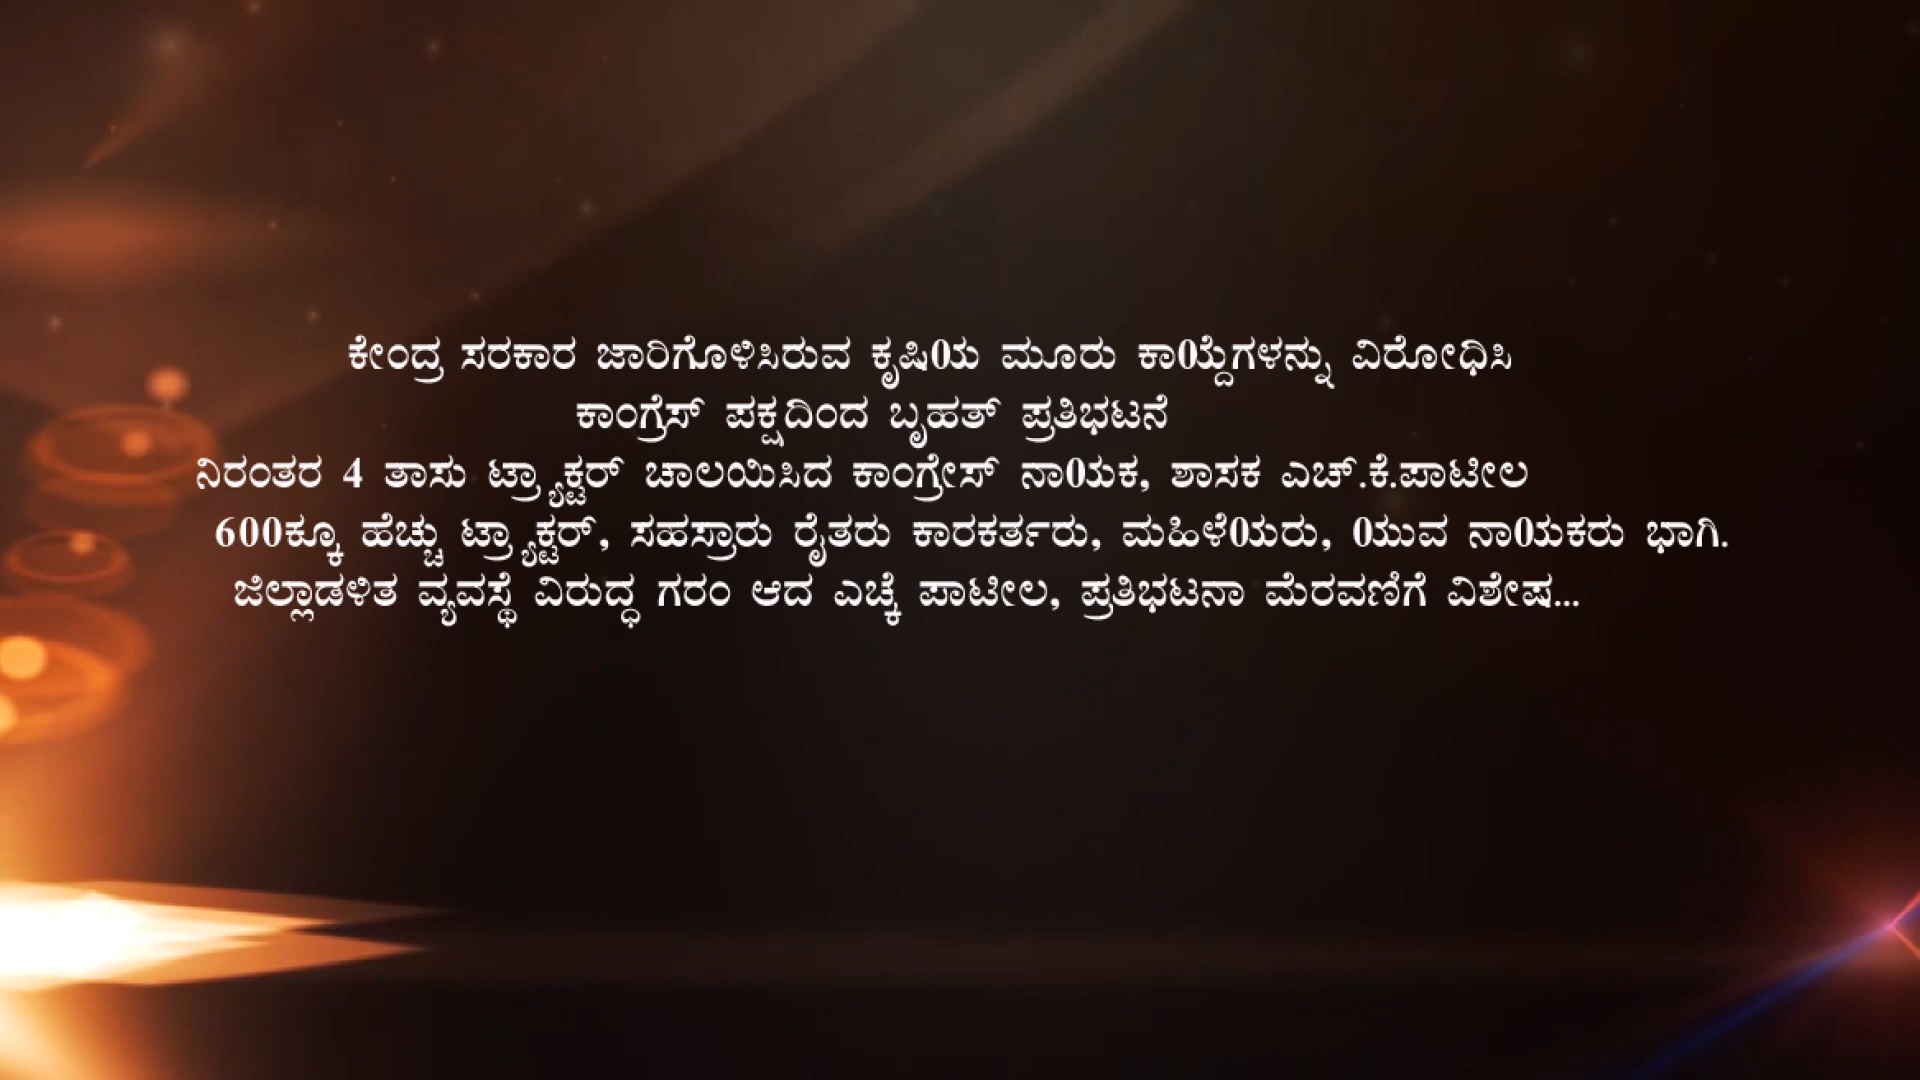 ಕೇಂದ್ರ ಸರಕಾರ ಜಾರಿಗೊಳಿಸಿರುವ ಕೃಷಿ0ಯ ಮೂರು ಕಾ0ಯ್ದೆಗಳನ್ನು ವಿರೋಧಿಸಿ
ಕಾಂಗ್ರೆಸ್ ಪಕ್ಷದಿಂದ ಬೃಹತ್ ಪ್ರತಿಭಟನೆ
ನಿರಂತರ 4 ತಾಸು ಟ್ರ್ಯಾಕ್ಟರ್ ಚಾಲಯಿಸಿದ ಕಾಂಗ್ರೇಸ್ ನಾ0ಯಕ, ಶಾಸಕ ಎಚ್.ಕೆ.ಪಾಟೀಲ
600ಕ್ಕೂ ಹೆಚ್ಚು ಟ್ರ್ಯಾಕ್ಟರ್, ಸಹಸ್ರಾರು ರೈತರು ಕಾರಕರ್ತರು, ಮಹಿಳೆ0ಯರು, 0ಯುವ ನಾ0ಯಕರು ಭಾಗಿ.
ಜಿಲ್ಲಾಡಳಿತ ವ್ಯವಸ್ಥೆ ವಿರುದ್ಧ ಗರಂ ಆದ ಎಚ್ಕೆ ಪಾಟೀಲ, ಪ್ರತಿಭಟನಾ ಮೆರವಣಿಗೆ ವಿಶೇಷ...